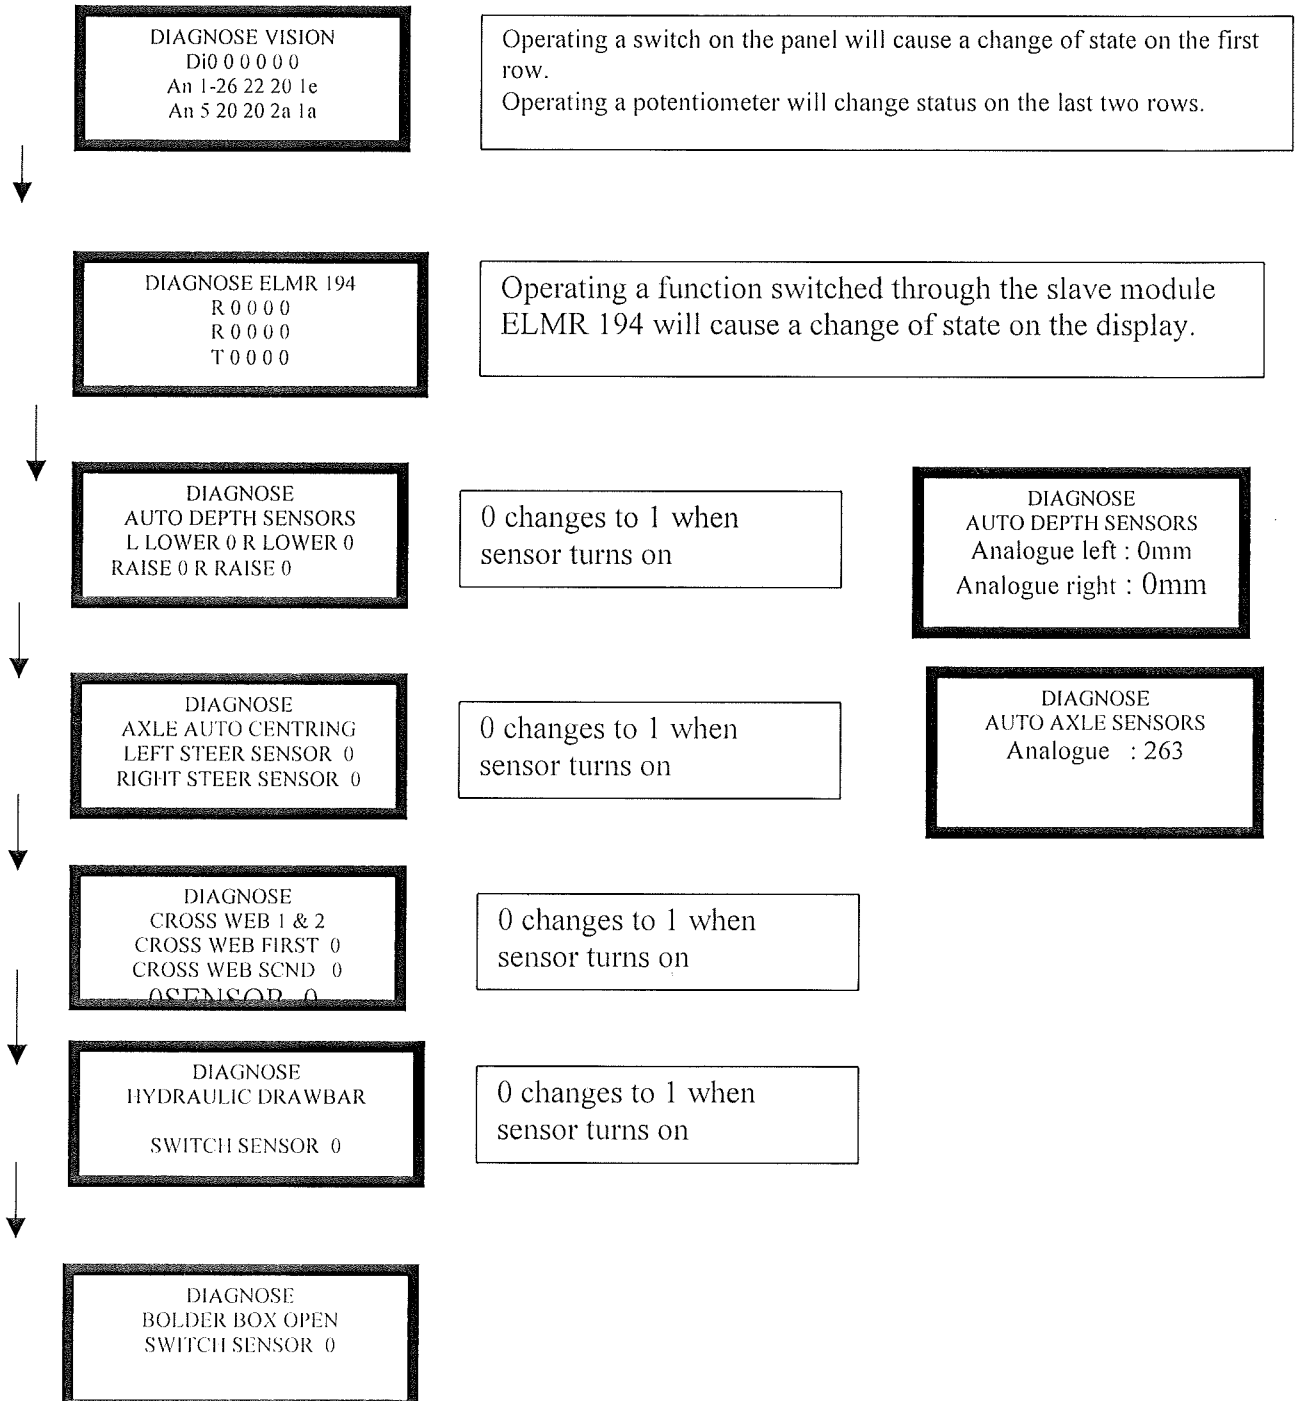 DIAGNOSE VISION
Di0 0 0 0 0 0
An 1-26 22 20 1e
An 5 20 20 2a 1a
Operating a switch on the panel will cause a change of state on the first
row.
Operating a potentiometer will change status on the last two rows.
DIAGNOSE ELMR 194
R 0 0 0 0
R 0 0 0 0
T 0 0 0 0
Operating a function switched through the slave module
ELMR 194 will cause a change of state on the display.
DIAGNOSE
AUTO DEPTH SENSORS
L LOWER 0 R LOWER 0
RAISE 0 R RAISE 0
0 changes to 1 when
sensor turns on
DIAGNOSE
AUTO DEPTH SENSORS
Analogue left : 0mm
Analogue right : 0mm
DIAGNOSE
AXLE AUTO CENTRING
LEFT STEER SENSOR 0
RIGHT STEER SENSOR 0
0 changes to 1 when
sensor turns on
DIAGNOSE
AUTO AXLE SENSORS
Analogue : 263
DIAGNOSE
CROSS WEB 1 & 2
CROSS WEB FIRST 0
CROSS WEB SCND 0
0SENSOR 0
0 changes to 1 when
sensor turns on
DIAGNOSE
HYDRAULIC DRAWBAR
SWITCH SENSOR 0
0 changes to 1 when
sensor turns on
DIAGNOSE
BOLDER BOX OPEN
SWITCH SENSOR 0